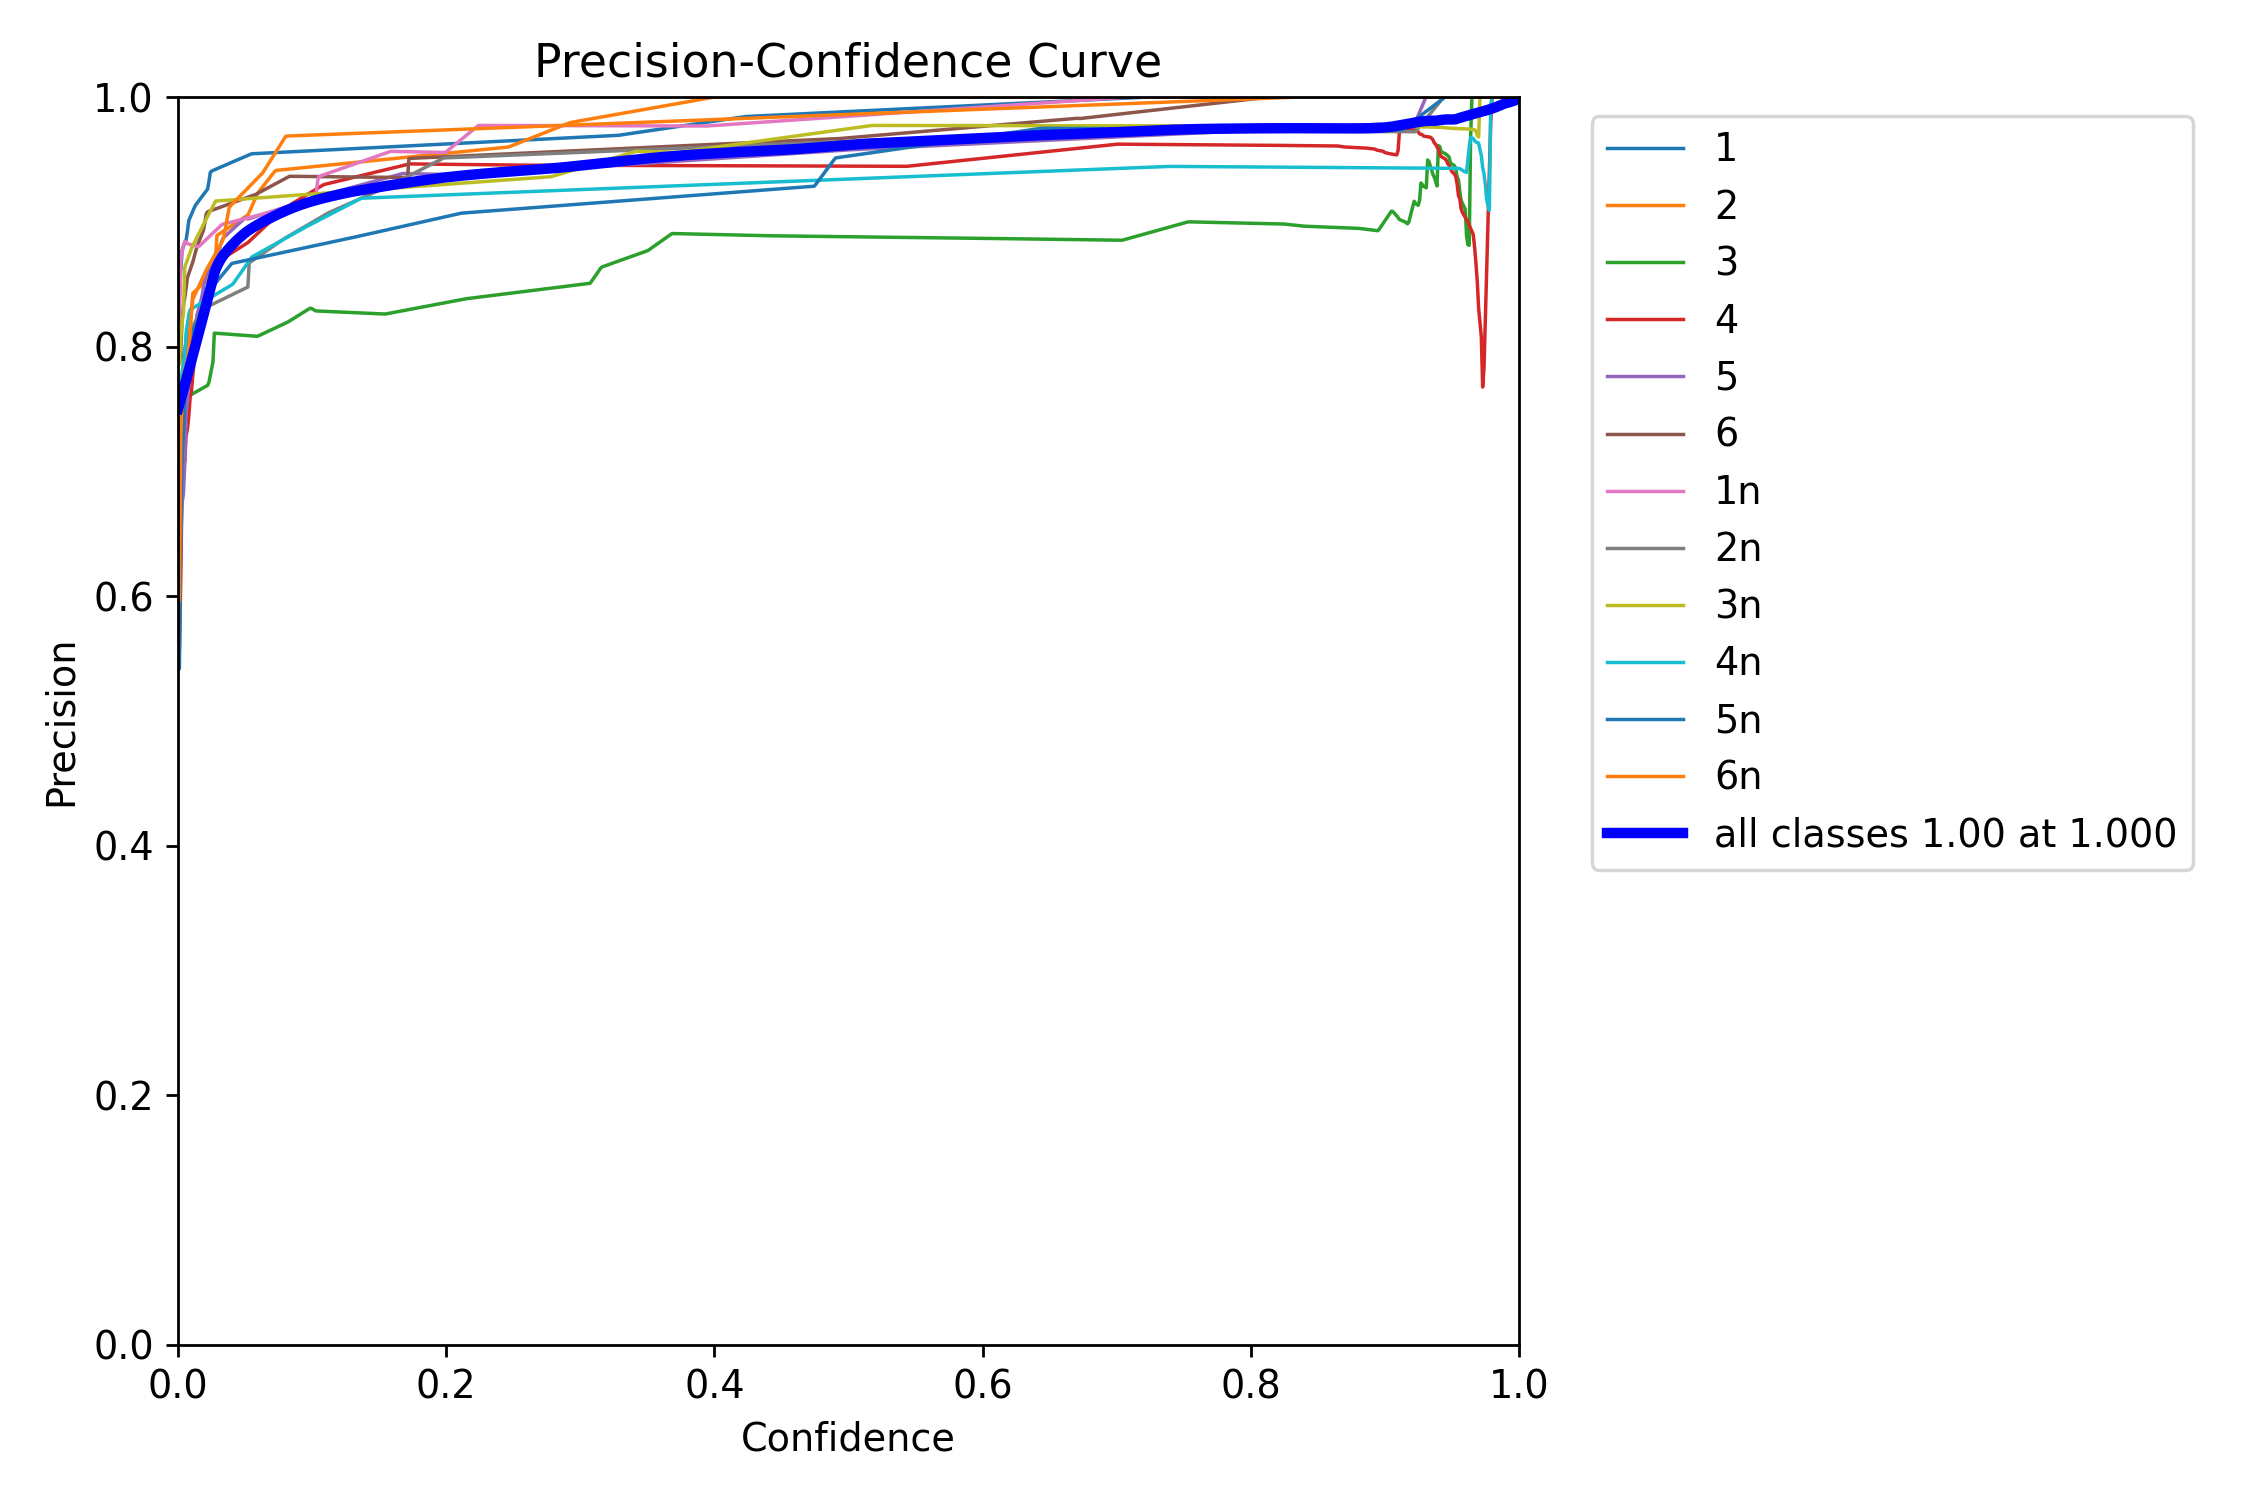 Precision-Confidence Curve
1.0
0.8
0.6
0.4
0.2
0.0
Precision
0.0 0.2 0.4 0.6 0.8 1.0
Confidence
1
2
3
4
5
6
1n
2n
3n
4n
5n
6n
all classes 1.00 at 1.000